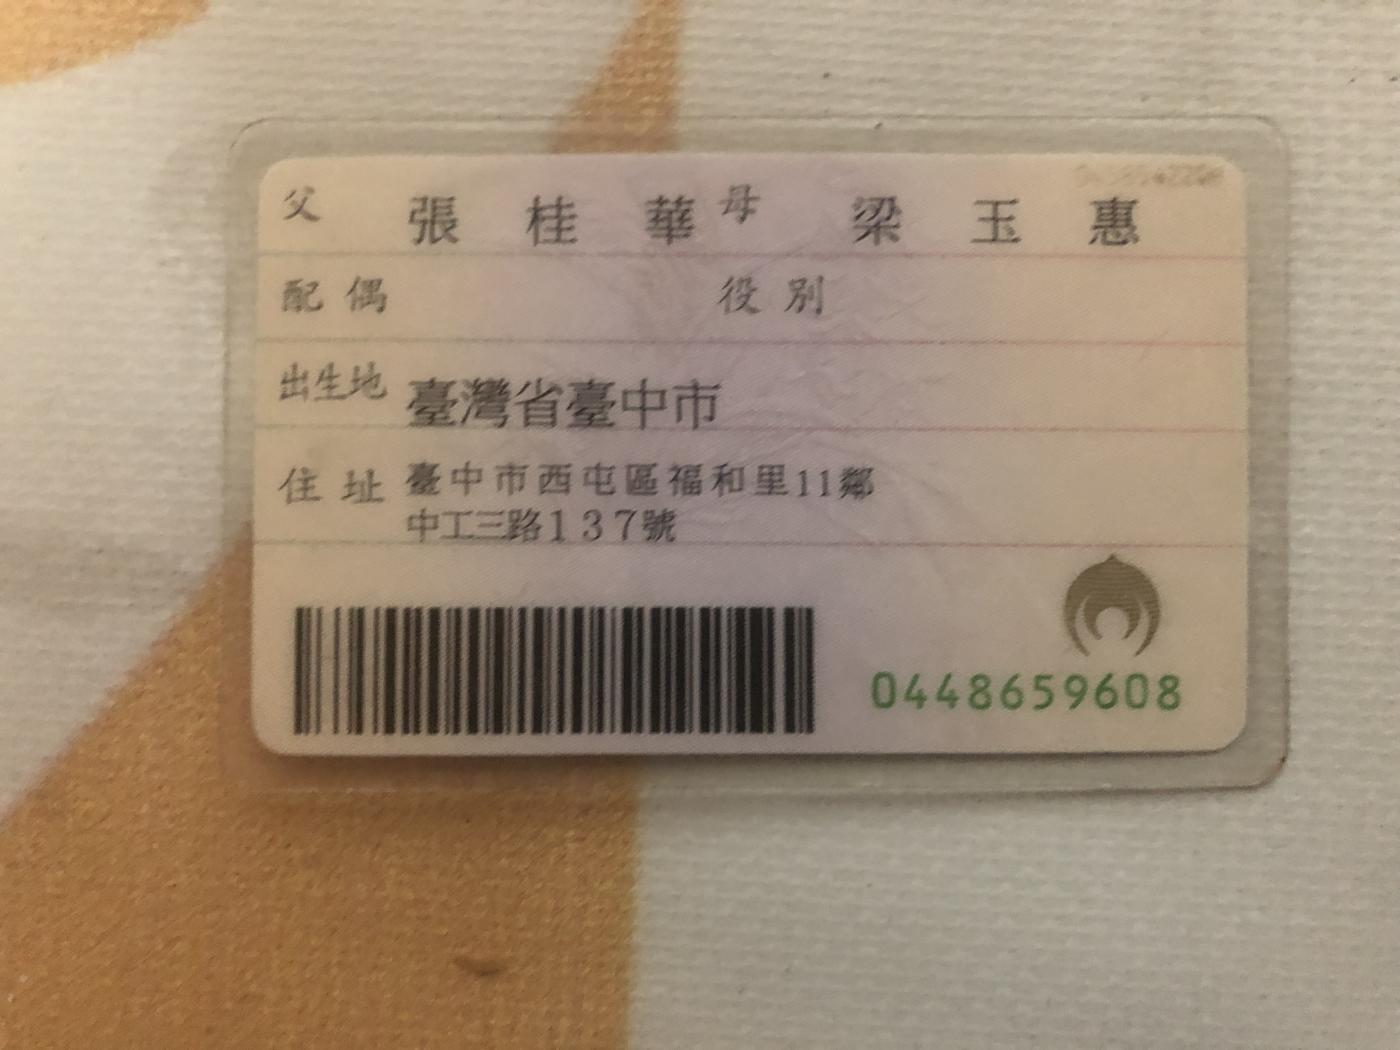 父 張桂華 母 梁玉惠
配偶 役別
出生地 臺灣省臺中市
住址 臺中市西屯區福和里11鄰
中工三路137號
0448659608